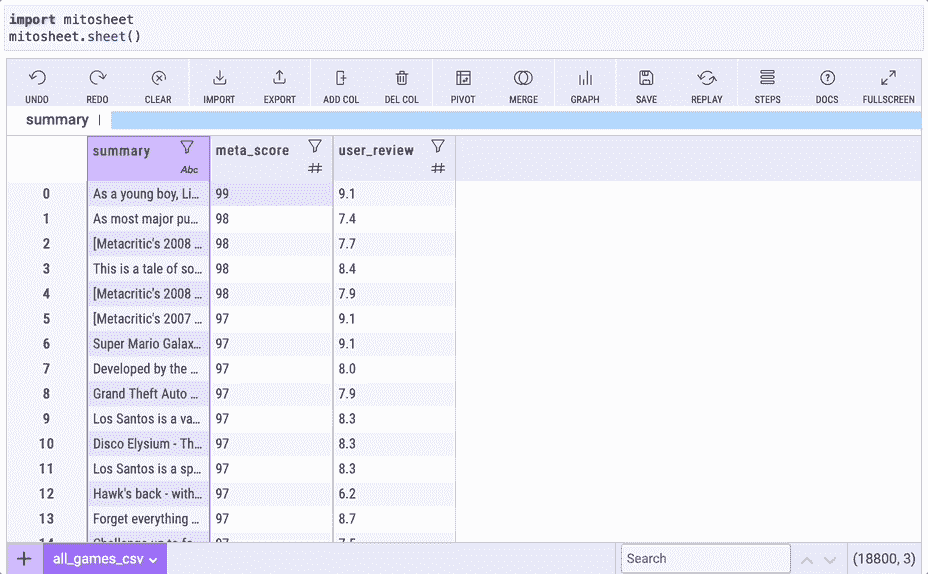 import mitosheet
mitosheet.sheet()
UNDO REDO CLEAR IMPORT EXPORT ADD COL DEL COL PIVOT MERGE GRAPH SAVE REPLAY STEPS DOCS FULLSCREEN
summary
summary meta_score user_review
Abc ## ##
0 As a young boy, Li... 99 9.1
1 As most major pu... 98 7.4
2 [Metacritic's 2008 ... 98 7.7
3 This is a tale of so... 98 8.4
4 [Metacritic's 2008 ... 98 7.9
5 [Metacritic's 2007 ... 97 9.1
6 Super Mario Galax... 97 9.1
7 Developed by the ... 97 8.0
8 Grand Theft Auto ... 97 7.9
9 Los Santos is a va... 97 8.3
10 Disco Elysium - Th... 97 8.3
11 Los Santos is a sp... 97 8.3
12 Hawk's back - with... 97 6.2
13 Forget everything ... 97 8.7
14 97 7.5
+ all_games_csv Search (18800, 3)